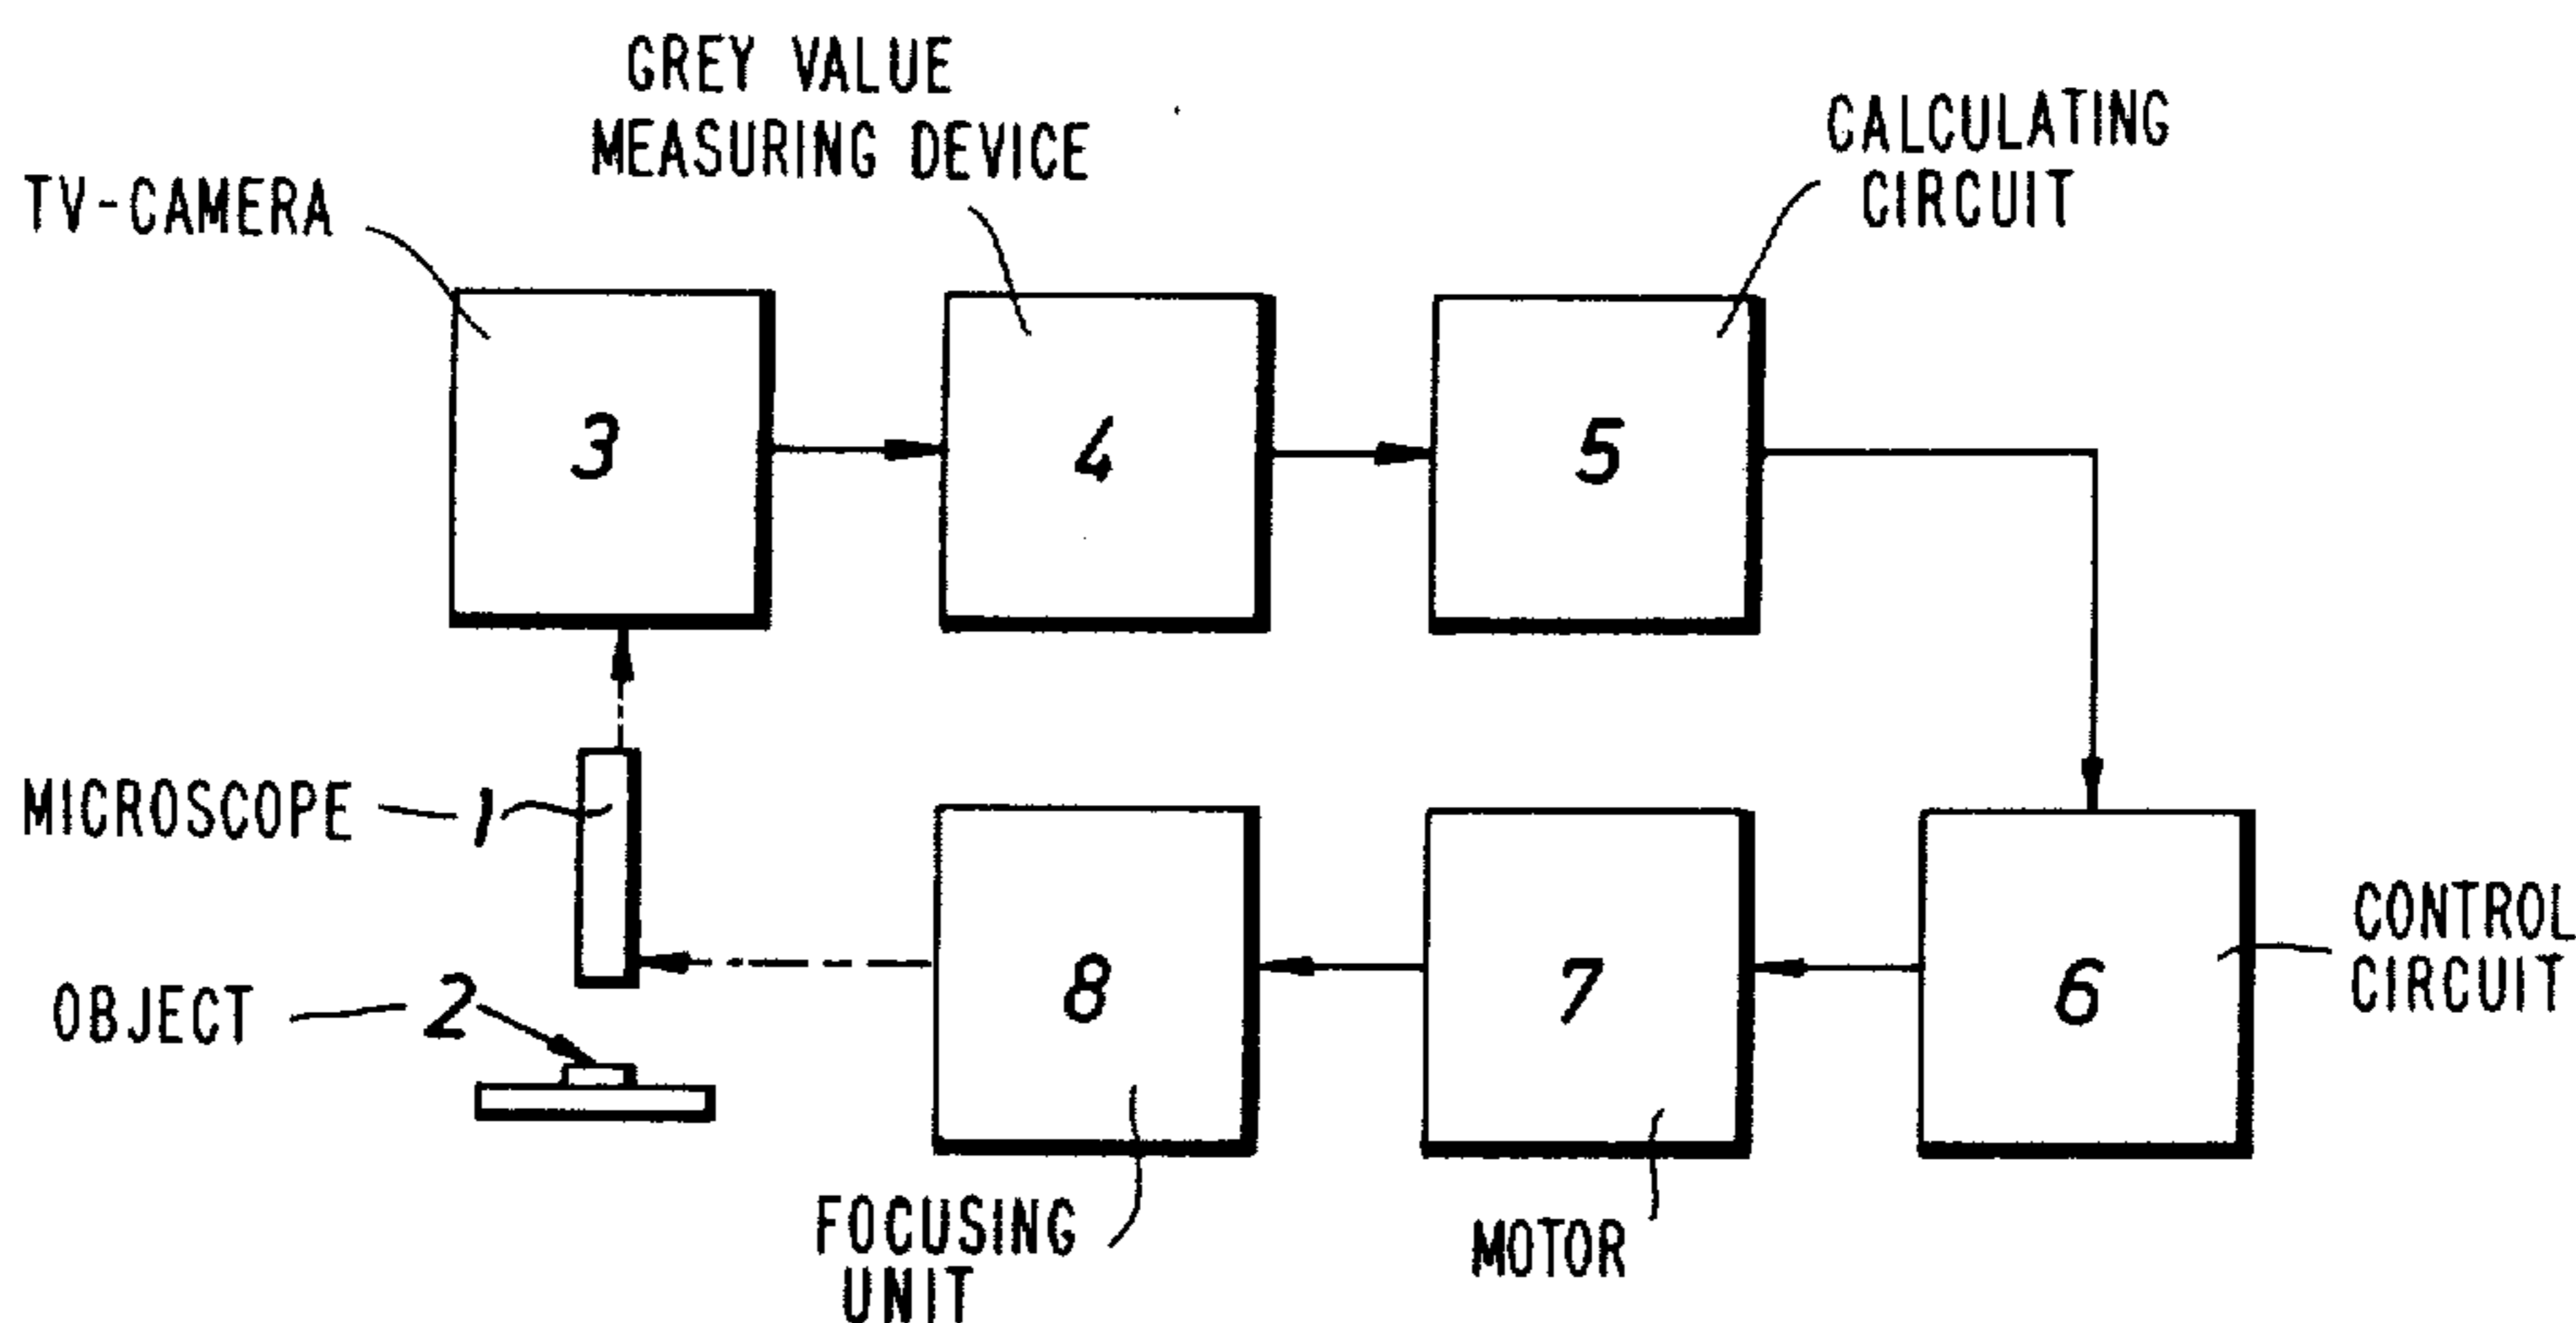 GREY VALUE
MEASURING DEVICE
CALCULATING
CIRCUIT
TV-CAMERA
3
4
5
MICROSCOPE
1
OBJECT
2
8
7
6
CONTROL
CIRCUIT
FOCUSING
UNIT
MOTOR